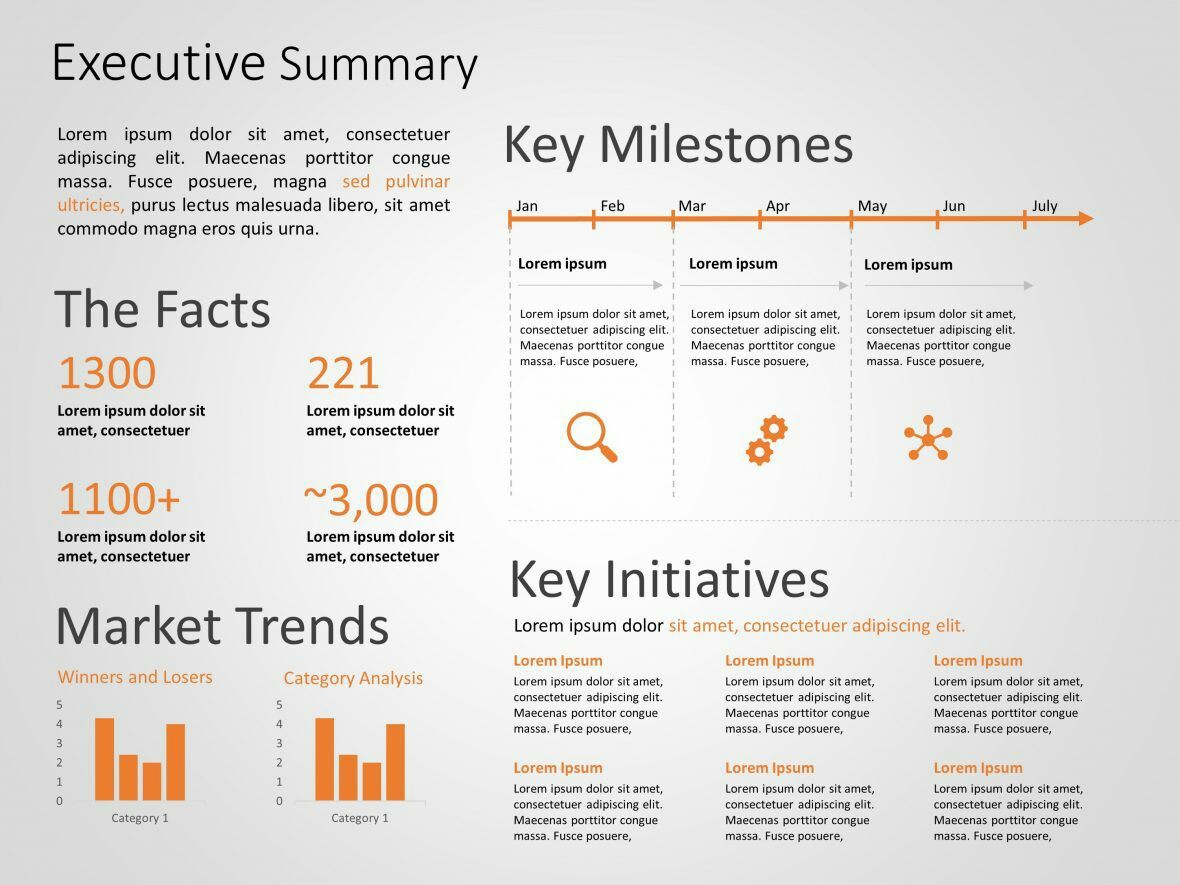 Executive Summary
Lorem ipsum dolor sit amet, consectetuer
adipiscing elit. Maecenas porttitor congue
massa. Fusce posuere, magna sed pulvinar
ultricies, purus lectus malesuada libero, sit amet
commodo magna eros quis urna.
The Facts
1300
Lorem ipsum dolor sit
amet, consectetuer
221
Lorem ipsum dolor sit
amet, consectetuer
1100+
Lorem ipsum dolor sit
amet, consectetuer
~3,000
Lorem ipsum dolor sit
amet, consectetuer
Market Trends
Winners and Losers
5
4
3
2
1
0
Category 1
Category Analysis
5
4
3
2
1
0
Category 1
Key Milestones
Jan Feb Mar Apr May Jun July
Lorem ipsum
Lorem ipsum dolor sit amet,
consectetuer adipiscing elit.
Maecenas porttitor congue
massa. Fusce posuere,
Lorem ipsum
Lorem ipsum dolor sit amet,
consectetuer adipiscing elit.
Maecenas porttitor congue
massa. Fusce posuere,
Lorem ipsum
Lorem ipsum dolor sit amet,
consectetuer adipiscing elit.
Maecenas porttitor congue
massa. Fusce posuere,
Key Initiatives
Lorem ipsum dolor sit amet, consectetuer adipiscing elit.
Lorem Ipsum
Lorem ipsum dolor sit amet,
consectetuer adipiscing elit.
Maecenas porttitor congue
massa. Fusce posuere,
Lorem Ipsum
Lorem ipsum dolor sit amet,
consectetuer adipiscing elit.
Maecenas porttitor congue
massa. Fusce posuere,
Lorem Ipsum
Lorem ipsum dolor sit amet,
consectetuer adipiscing elit.
Maecenas porttitor congue
massa. Fusce posuere,
Lorem Ipsum
Lorem ipsum dolor sit amet,
consectetuer adipiscing elit.
Maecenas porttitor congue
massa. Fusce posuere,
Lorem Ipsum
Lorem ipsum dolor sit amet,
consectetuer adipiscing elit.
Maecenas porttitor congue
massa. Fusce posuere,
Lorem Ipsum
Lorem ipsum dolor sit amet,
consectetuer adipiscing elit.
Maecenas porttitor congue
massa. Fusce posuere,